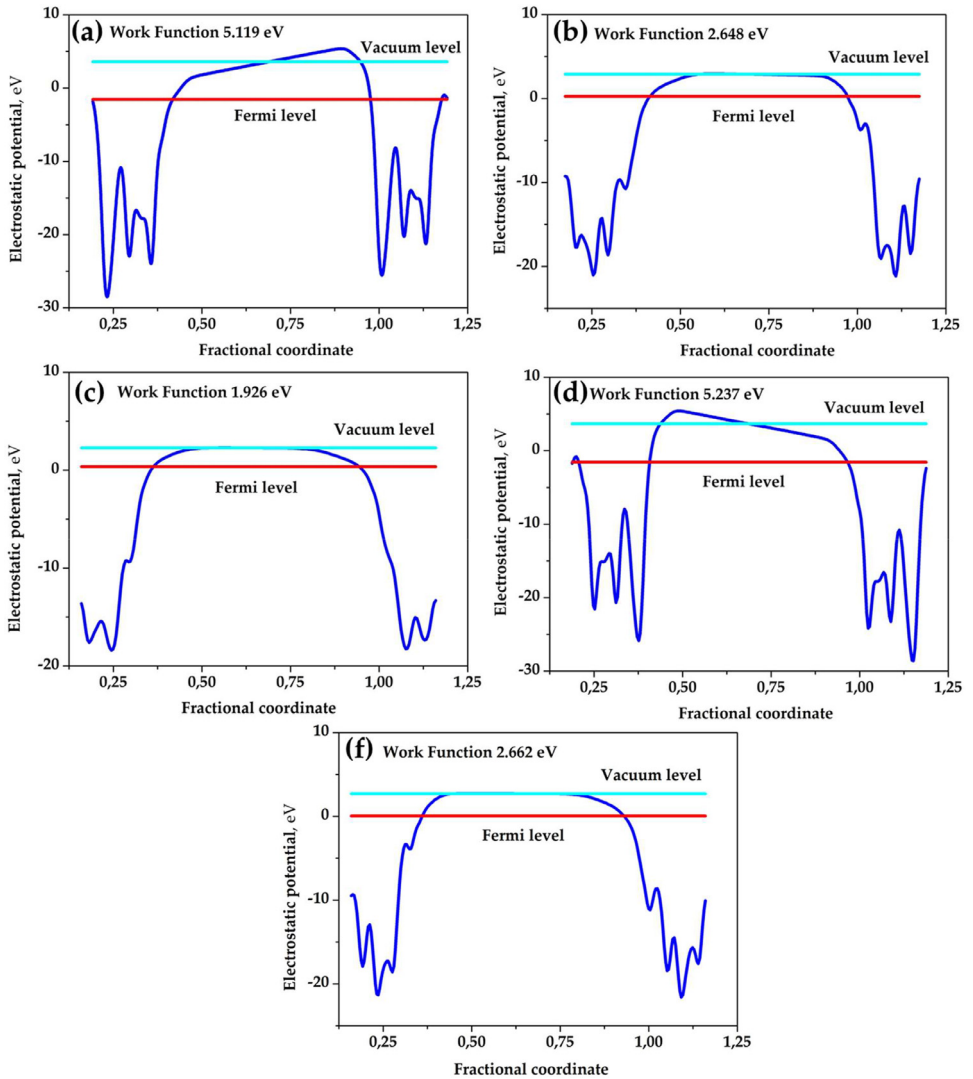 (a) Work Function 5.119 eV
Vacuum level
Fermi level
Electrostatic potential, eV
10
0
-10
-20
-30
0,25 0,50 0,75 1,00 1,25
Fractional coordinate
(b) Work Function 2.648 eV
Vacuum level
Fermi level
Electrostatic potential, eV
10
0
-10
-20
0,25 0,50 0,75 1,00 1,25
Fractional coordinate
(c) Work Function 1.926 eV
Vacuum level
Fermi level
Electrostatic potential, eV
10
0
-10
-20
0,25 0,50 0,75 1,00 1,25
Fractional coordinate
(d) Work Function 5.237 eV
Vacuum level
Fermi level
Electrostatic potential, eV
10
0
-10
-20
-30
0,25 0,50 0,75 1,00 1,25
Fractional coordinate
(f) Work Function 2.662 eV
Vacuum level
Fermi level
Electrostatic potential, eV
10
0
-10
-20
0,25 0,50 0,75 1,00 1,25
Fractional coordinate